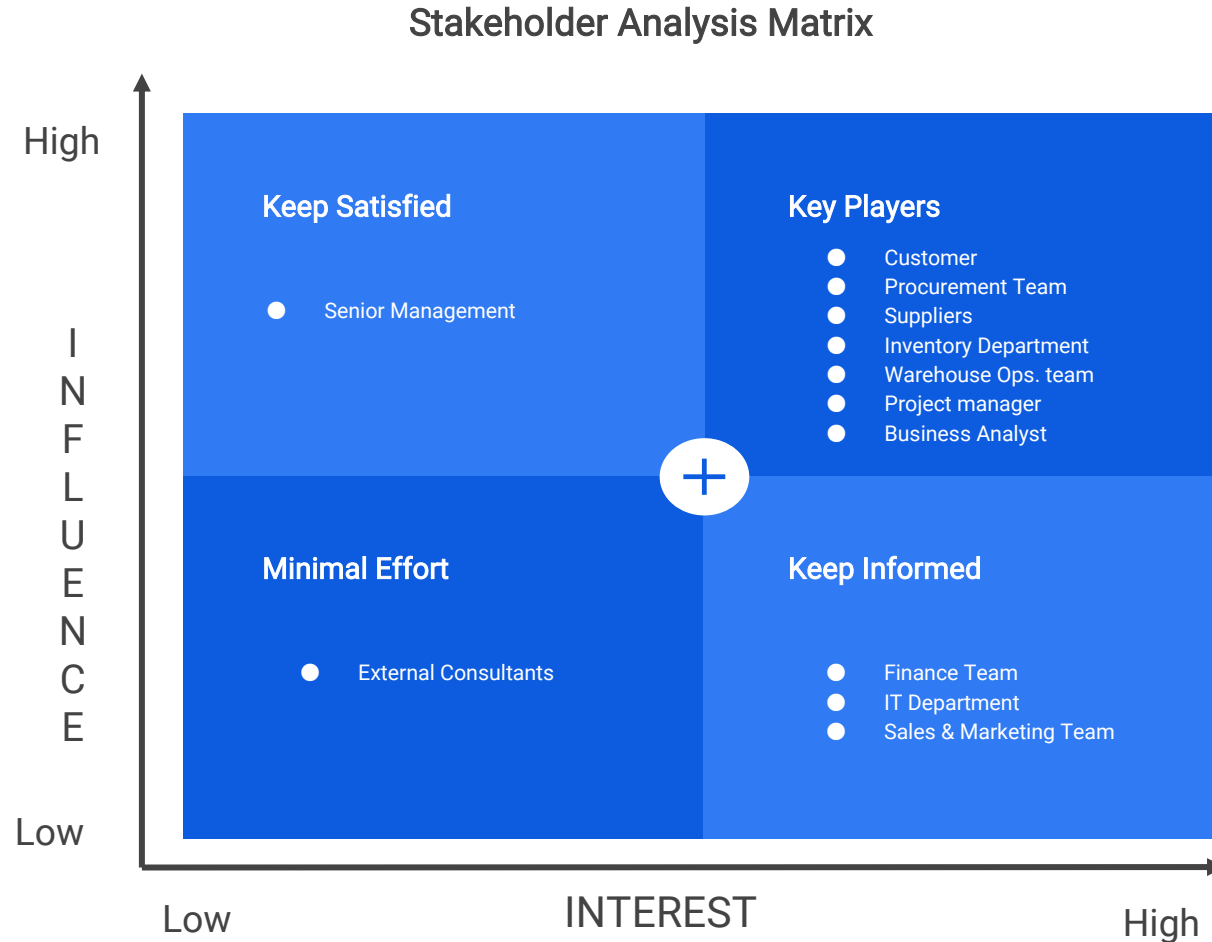 Stakeholder Analysis Matrix
High
Keep Satisfied
Senior Management
Key Players
Customer
Procurement Team
Suppliers
Inventory Department
Warehouse Ops. team
Project manager
Business Analyst
I
N
F
L
U
E
N
C
E
Minimal Effort
External Consultants
Keep Informed
Finance Team
IT Department
Sales & Marketing Team
Low
Low
INTEREST
High